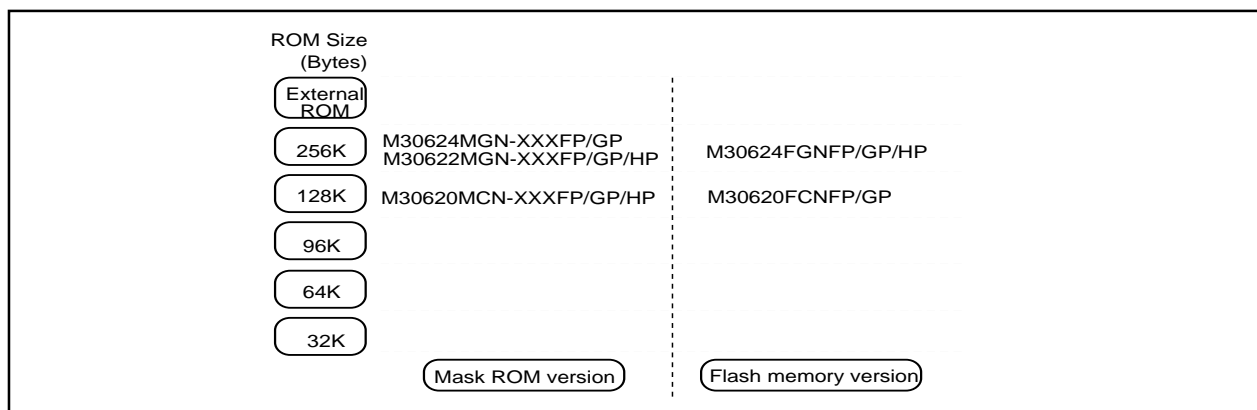 ROM Size
(Bytes)
External
ROM
256K
M30624MGN-XXXFP/GP
M30622MGN-XXXFP/GP/HP
M30624FGNFP/GP/HP
128K
M30620MCN-XXXFP/GP/HP
M30620FCNFP/GP
96K
64K
32K
Mask ROM version
Flash memory version